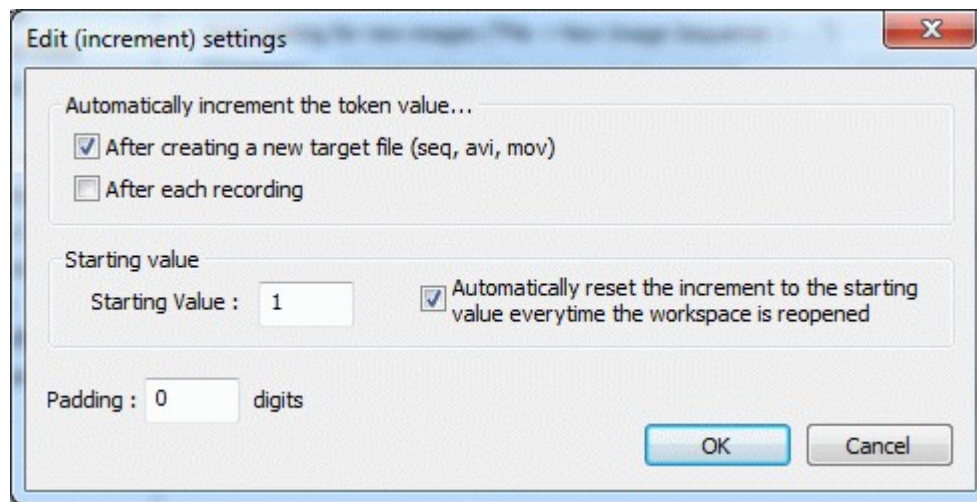 Edit (increment) settings
Automatically increment the token value...
After creating a new target file (seq, avi, mov)
After each recording
Starting value
Starting Value : 1
Automatically reset the increment to the starting
value everytime the workspace is reopened
Padding : 0 digits
OK Cancel